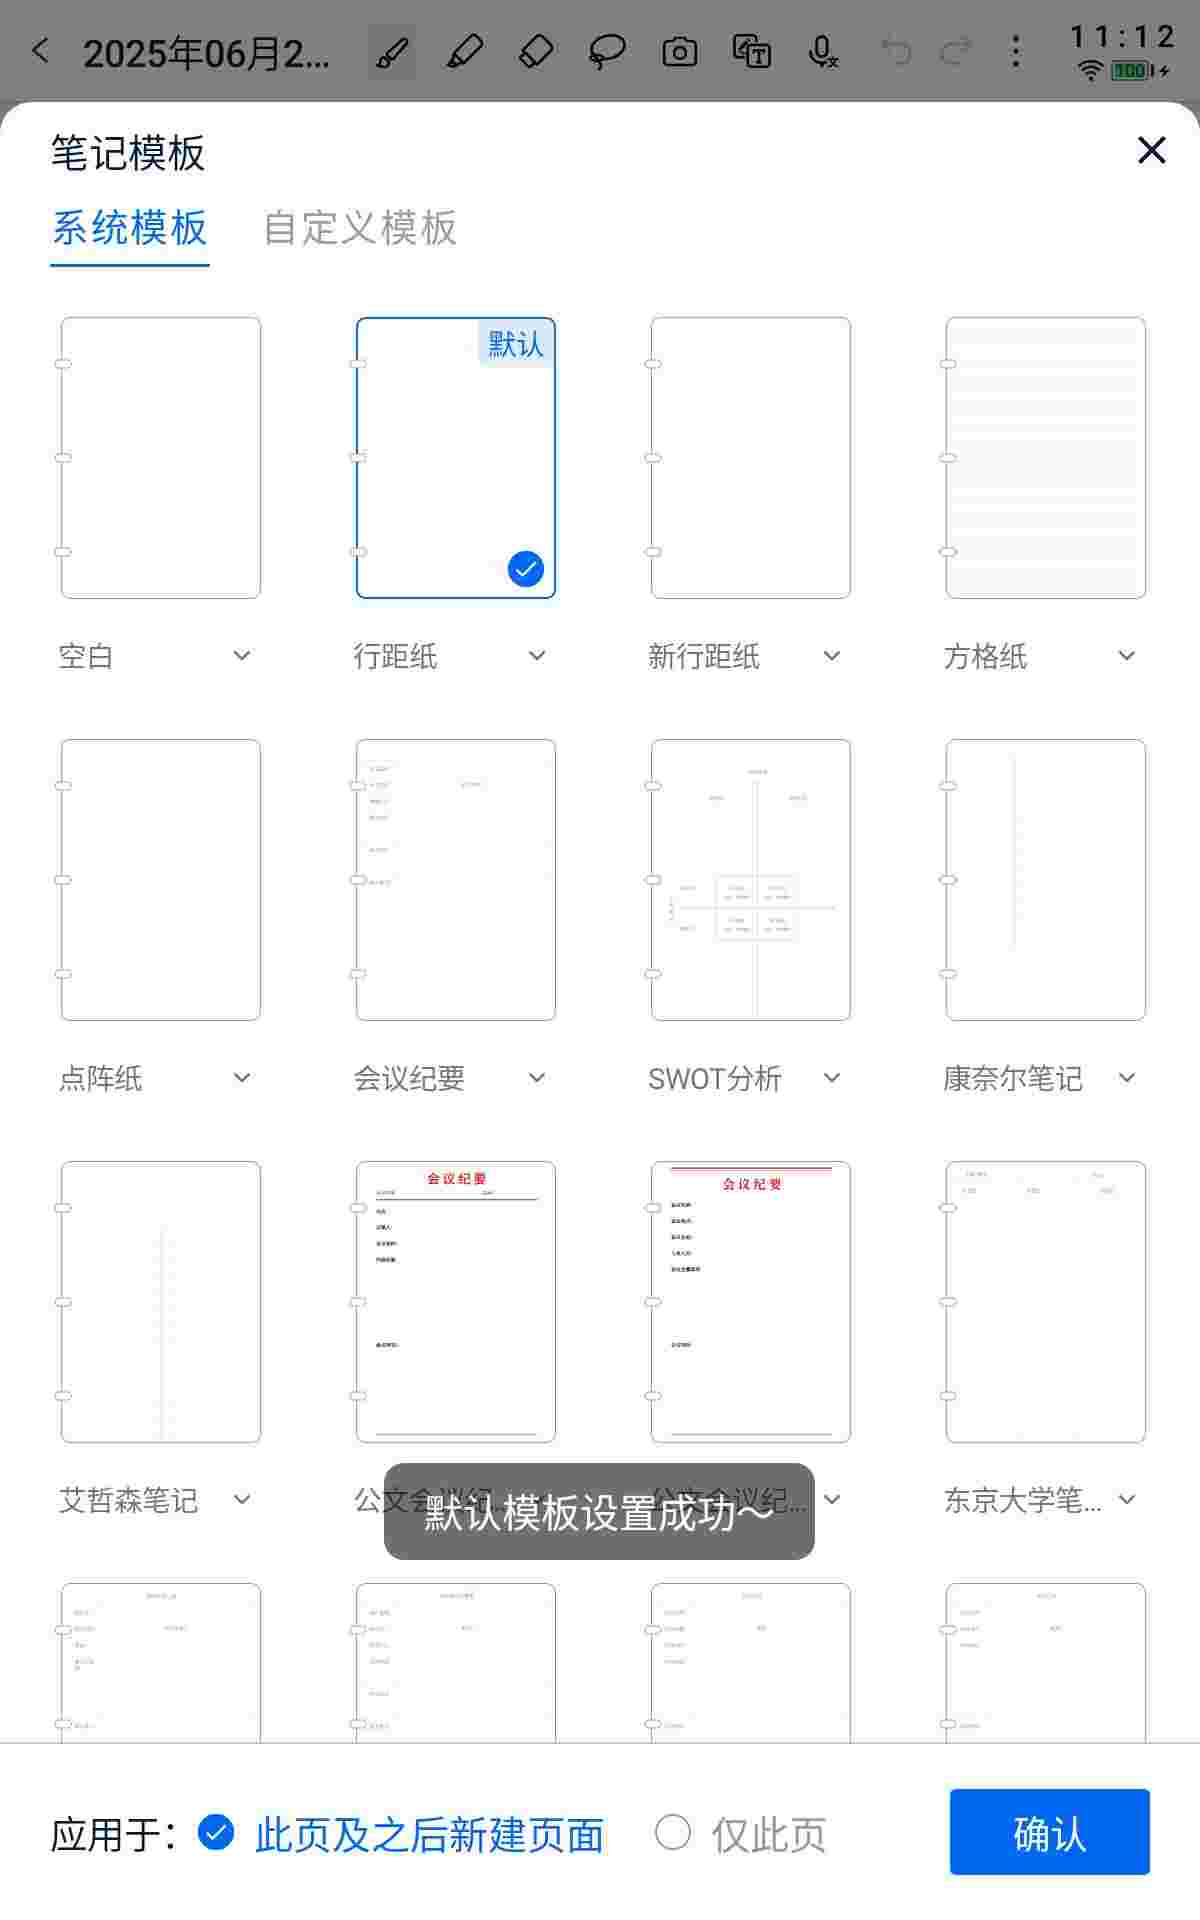 2025年06月2...
11:12
100
笔记模板
系统模板
自定义模板
默认
空白
行距纸
新行距纸
方格纸
点阵纸
会议纪要
SWOT分析
康奈尔笔记
会议纪要
会议纪要
艾哲森笔记
公文会议纪...
公文会议纪...
东京大学笔...
默认模板设置成功～
应用于：
此页及之后新建页面
仅此页
确认